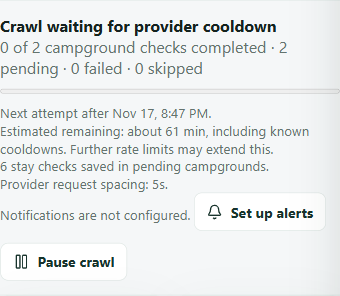 Crawl waiting for provider cooldown
0 of 2 campground checks completed · 2
pending · 0 failed · 0 skipped
Next attempt after Nov 17, 8:47 PM.
Estimated remaining: about 61 min, including known
cooldowns. Further rate limits may extend this.
6 stay checks saved in pending campgrounds.
Provider request spacing: 5s.
Notifications are not configured. Set up alerts
Pause crawl